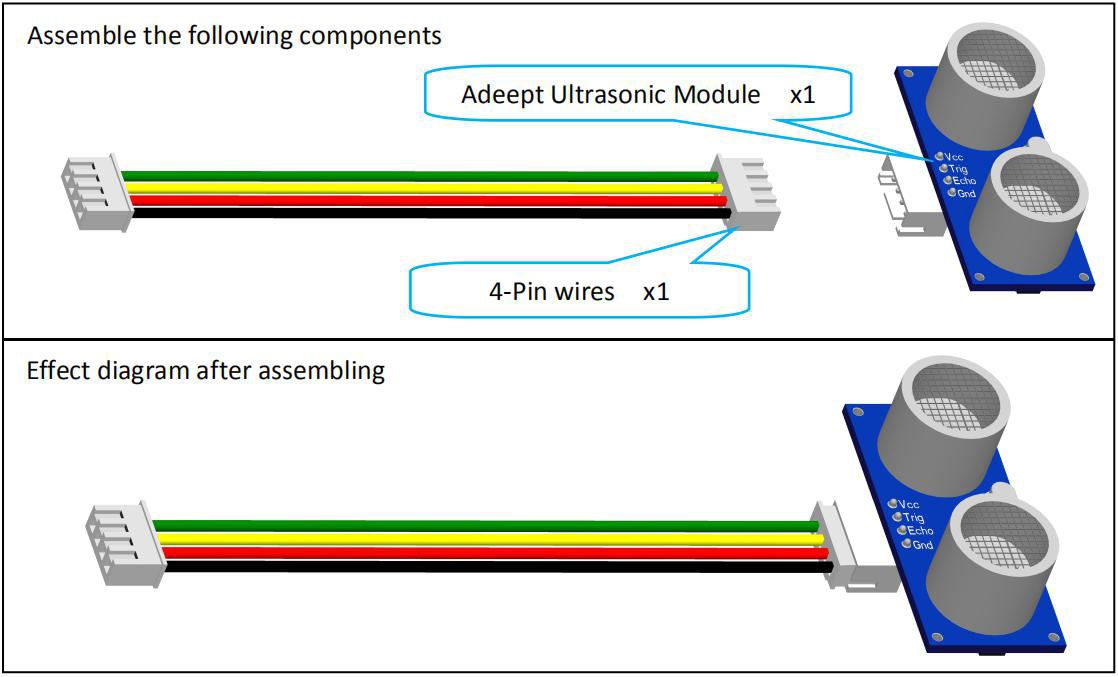 Assemble the following components
Adeept Ultrasonic Module x1
Vcc
Trig
Echo
Gnd
4-Pin wires x1
Effect diagram after assembling
Vcc
Trig
Echo
Gnd